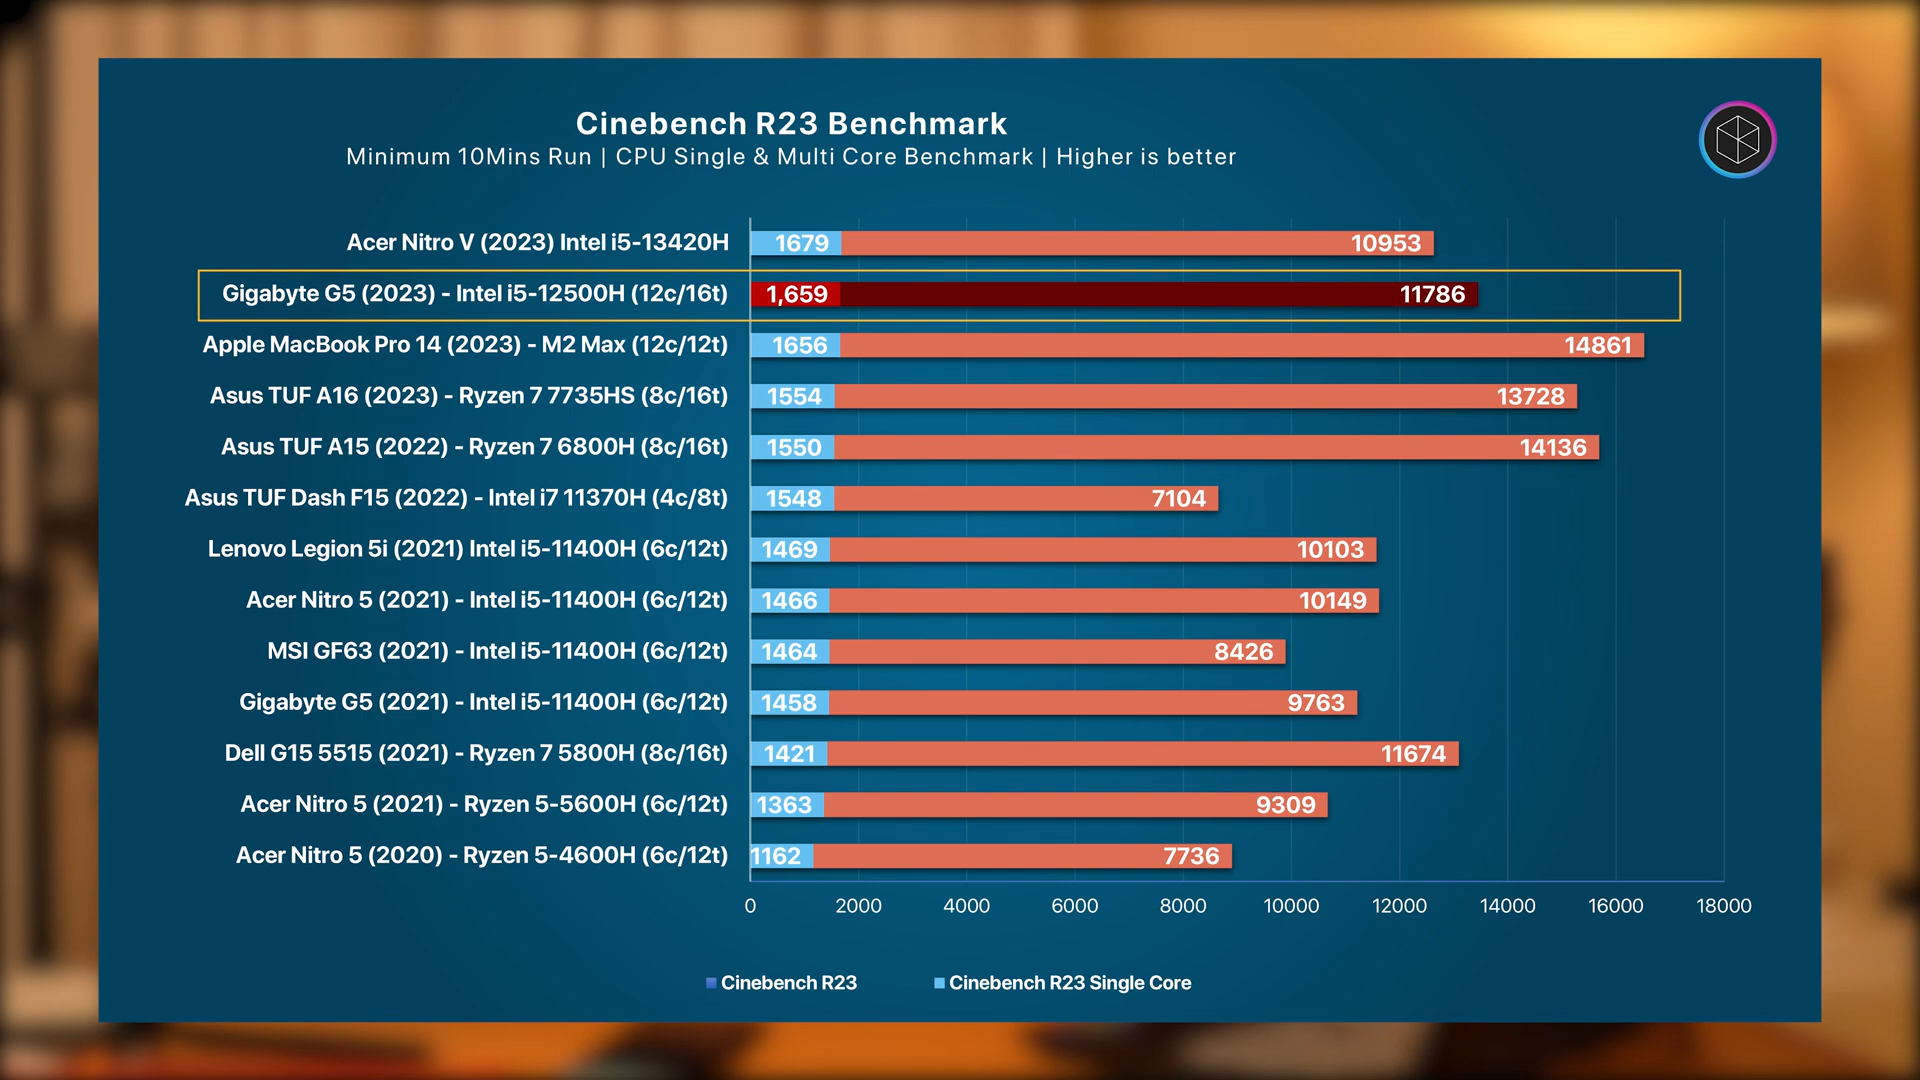 Cinebench R23 Benchmark
Minimum 10Mins Run | CPU Single & Multi Core Benchmark | Higher is better
Acer Nitro V (2023) Intel i5-13420H 1679 10953
Gigabyte G5 (2023) - Intel i5-12500H (12c/16t) 1,659 11786
Apple MacBook Pro 14 (2023) - M2 Max (12c/12t) 1656 14861
Asus TUF A16 (2023) - Ryzen 7 7735HS (8c/16t) 1554 13728
Asus TUF A15 (2022) - Ryzen 7 6800H (8c/16t) 1550 14136
Asus TUF Dash F15 (2022) - Intel i7 11370H (4c/8t) 1548 7104
Lenovo Legion 5i (2021) Intel i5-11400H (6c/12t) 1469 10103
Acer Nitro 5 (2021) - Intel i5-11400H (6c/12t) 1466 10149
MSI GF63 (2021) - Intel i5-11400H (6c/12t) 1464 8426
Gigabyte G5 (2021) - Intel i5-11400H (6c/12t) 1458 9763
Dell G15 5515 (2021) - Ryzen 7 5800H (8c/16t) 1421 11674
Acer Nitro 5 (2021) - Ryzen 5-5600H (6c/12t) 1363 9309
Acer Nitro 5 (2020) - Ryzen 5-4600H (6c/12t) 1162 7736
0 2000 4000 6000 8000 10000 12000 14000 16000 18000
Cinebench R23 Cinebench R23 Single Core